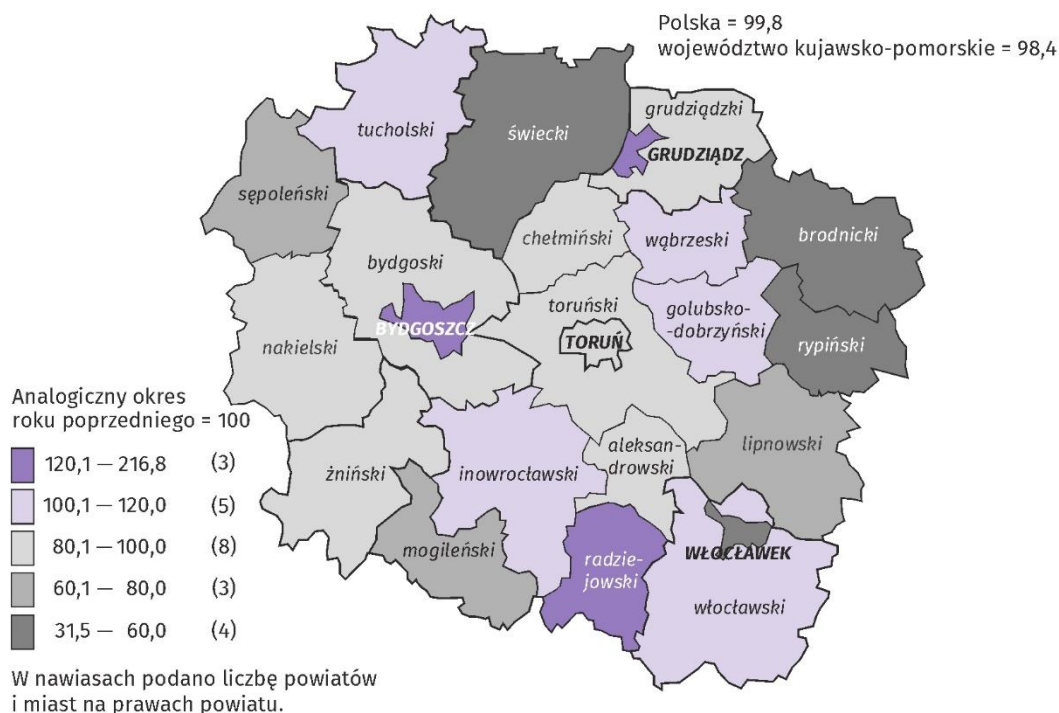 Polska = 99,8
województwo kujawsko-pomorskie = 98,4
grudziądzki
tucholski
świecki
GRUDZIĄDZ
sępoleński
chełmiński
wąbrzeski
brodnicki
bydgoski
toruński
golubsko-
-dobrzyński
BYDGOSZCZ
TORUŃ
nakielski
rypiński
aleksan-
drowski
lipnowski
żniński
inowrocławski
mogileński
radzie-
jowski
WŁOCŁAWEK
włocławski
Analogiczny okres
roku poprzedniego = 100
120,1 — 216,8 (3)
100,1 — 120,0 (5)
80,1 — 100,0 (8)
60,1 — 80,0 (3)
31,5 — 60,0 (4)
W nawiasach podano liczbę powiatów
i miast na prawach powiatu.